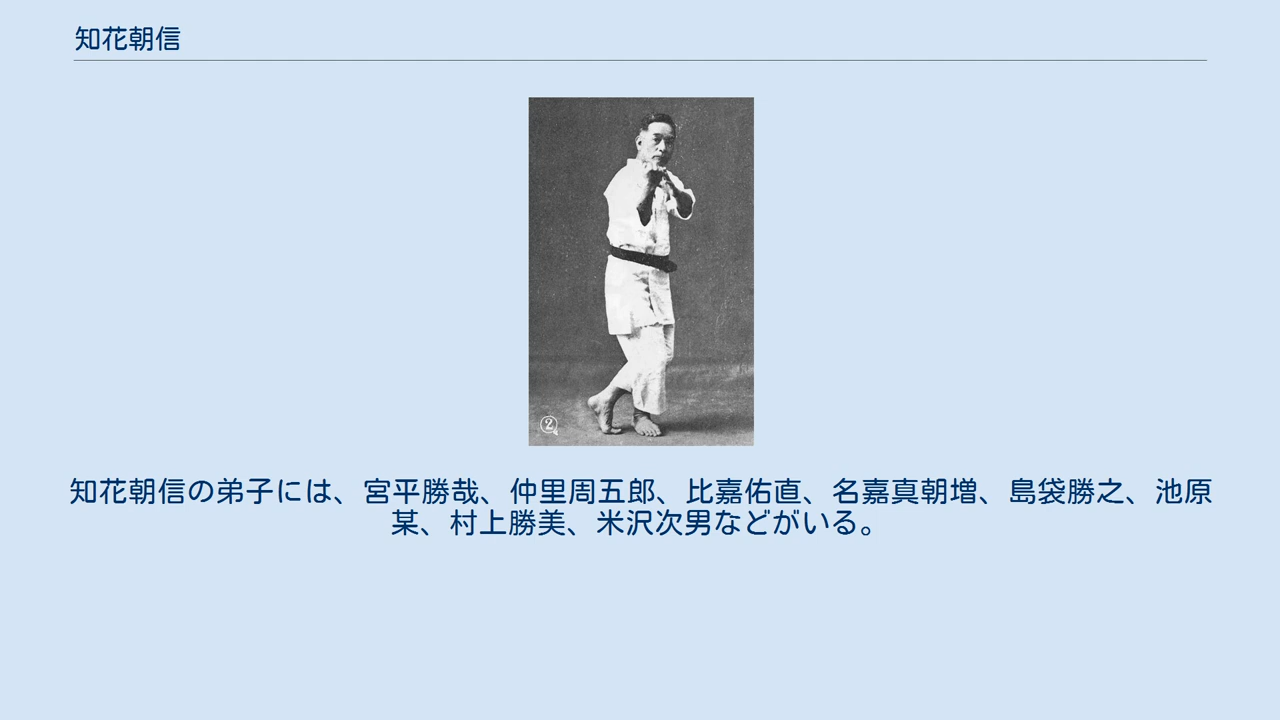 知花朝信
②
知花朝信の弟子には、宮平勝哉、仲里周五郎、比嘉佑直、名嘉真朝増、島袋勝之、池原
某、村上勝美、米沢次男などがいる。